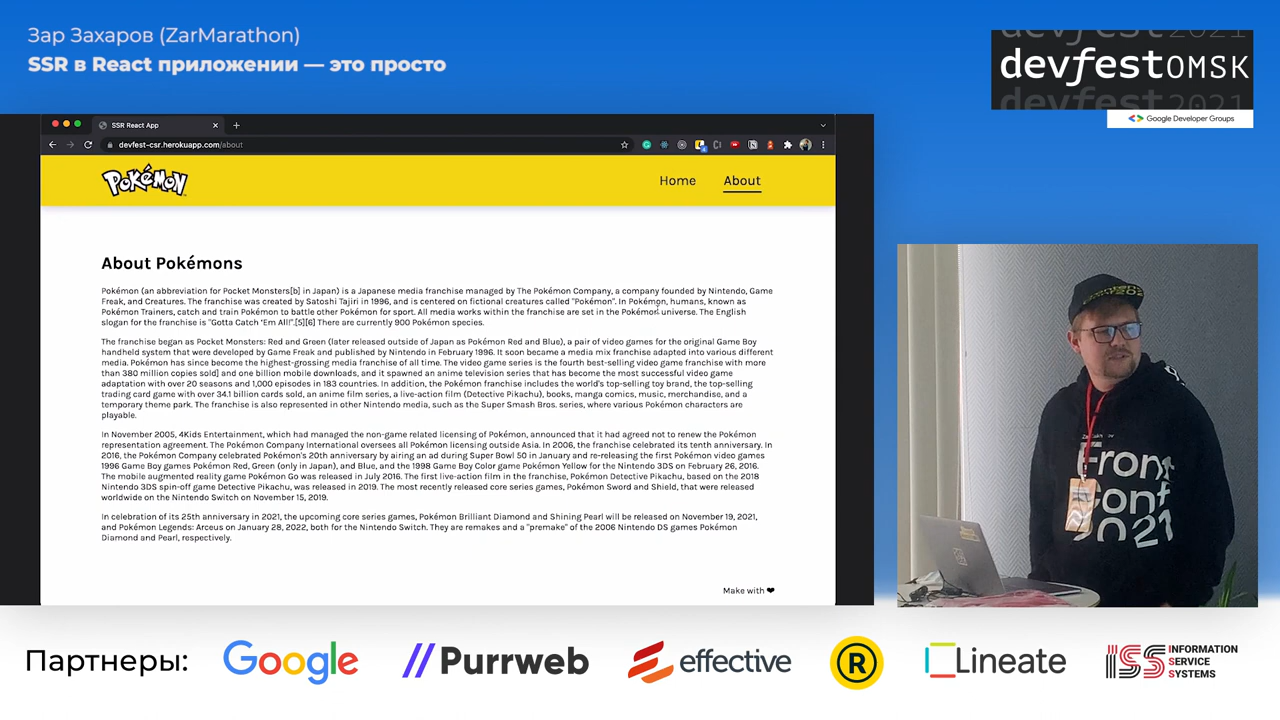 Зар Захаров (ZarMarathon)
SSR в React приложении — это просто
devfest2021
devfestOMSK
devfest2021
Google Developer Groups
SSR React App
devfest-csr.herokuapp.com/about
POKéMON
Home
About
About Pokémons
Pokémon (an abbreviation for Pocket Monsters[b] in Japan) is a Japanese media franchise managed by The Pokémon Company, a company founded by Nintendo, Game
Freak, and Creatures. The franchise was created by Satoshi Tajiri in 1996, and is centered on fictional creatures called "Pokémon". In Pokémon, humans, known as
Pokémon Trainers, catch and train Pokémon to battle other Pokémon for sport. All media works within the franchise are set in the Pokémon universe. The English
slogan for the franchise is "Gotta Catch 'Em All!".[5][6] There are currently 900 Pokémon species.
The franchise began as Pocket Monsters: Red and Green (later released outside of Japan as Pokémon Red and Blue), a pair of video games for the original Game Boy
handheld system that were developed by Game Freak and published by Nintendo in February 1996. It soon became a media mix franchise adapted into various different
media. Pokémon has since become the highest-grossing media franchise of all time. The video game series is the fourth best-selling video game franchise with more
than 380 million copies sold] and one billion mobile downloads, and it spawned an anime television series that has become the most successful video game
adaptation with over 20 seasons and 1,000 episodes in 183 countries. In addition, the Pokémon franchise includes the world's top-selling toy brand, the top-selling
trading card game with over 34.1 billion cards sold, an anime film series, a live-action film (Detective Pikachu), books, manga comics, music, merchandise, and a
temporary theme park. The franchise is also represented in other Nintendo media, such as the Super Smash Bros. series, where various Pokémon characters are
playable.
In November 2005, 4Kids Entertainment, which had managed the non-game related licensing of Pokémon, announced that it had agreed not to renew the Pokémon
representation agreement. The Pokémon Company International oversees all Pokémon licensing outside Asia. In 2006, the franchise celebrated its tenth anniversary. In
2016, the Pokémon Company celebrated Pokémon's 20th anniversary by airing an ad during Super Bowl 50 in January and re-releasing the first Pokémon video games
1996 Game Boy games Pokémon Red, Green (only in Japan), and Blue, and the 1998 Game Boy Color game Pokémon Yellow for the Nintendo 3DS on February 26, 2016.
The mobile augmented reality game Pokémon Go was released in July 2016. The first live-action film in the franchise, Pokémon Detective Pikachu, based on the 2018
Nintendo 3DS spin-off game Detective Pikachu, was released in 2019. The most recently released core series games, Pokémon Sword and Shield, that were released
worldwide on the Nintendo Switch on November 15, 2019.
In celebration of its 25th anniversary in 2021, the upcoming core series games, Pokémon Brilliant Diamond and Shining Pearl will be released on November 19, 2021,
and Pokémon Legends: Arceus on January 28, 2022, both for the Nintendo Switch. They are remakes and a "premake" of the 2006 Nintendo DS games Pokémon
Diamond and Pearl, respectively.
Make with ❤
Front
Conf
2021
Партнеры:
Google
Purrweb
effective
R
Lineate
ISS INFORMATION
SERVICE
SYSTEMS